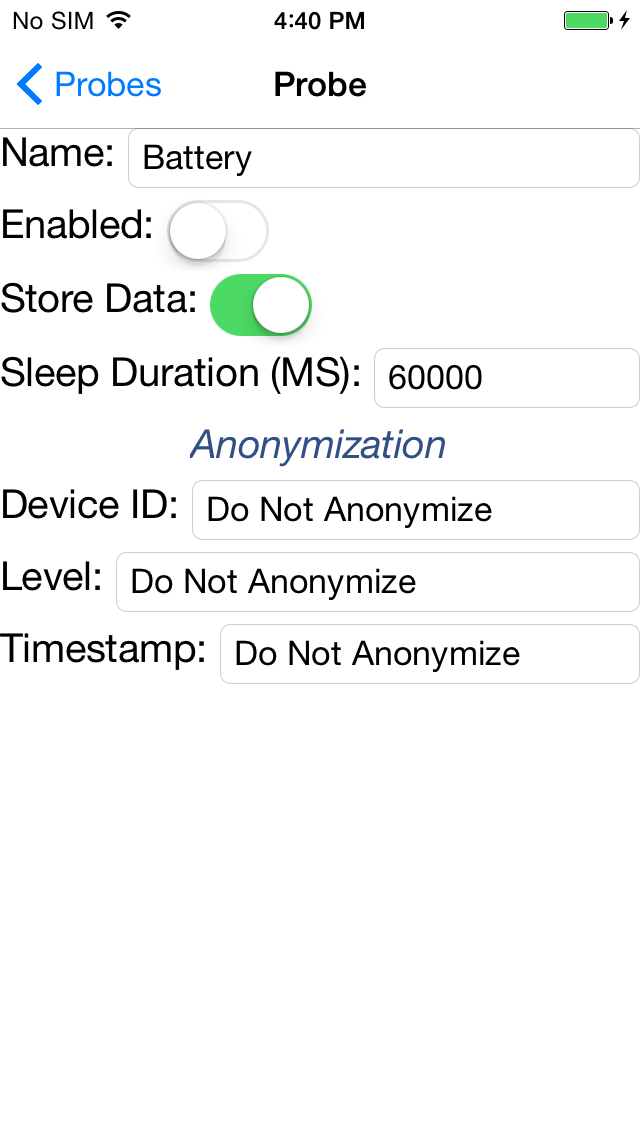 No SIM 4:40 PM
Probes Probe
Name: Battery
Enabled:
Store Data:
Sleep Duration (MS): 60000
Anonymization
Device ID: Do Not Anonymize
Level: Do Not Anonymize
Timestamp: Do Not Anonymize